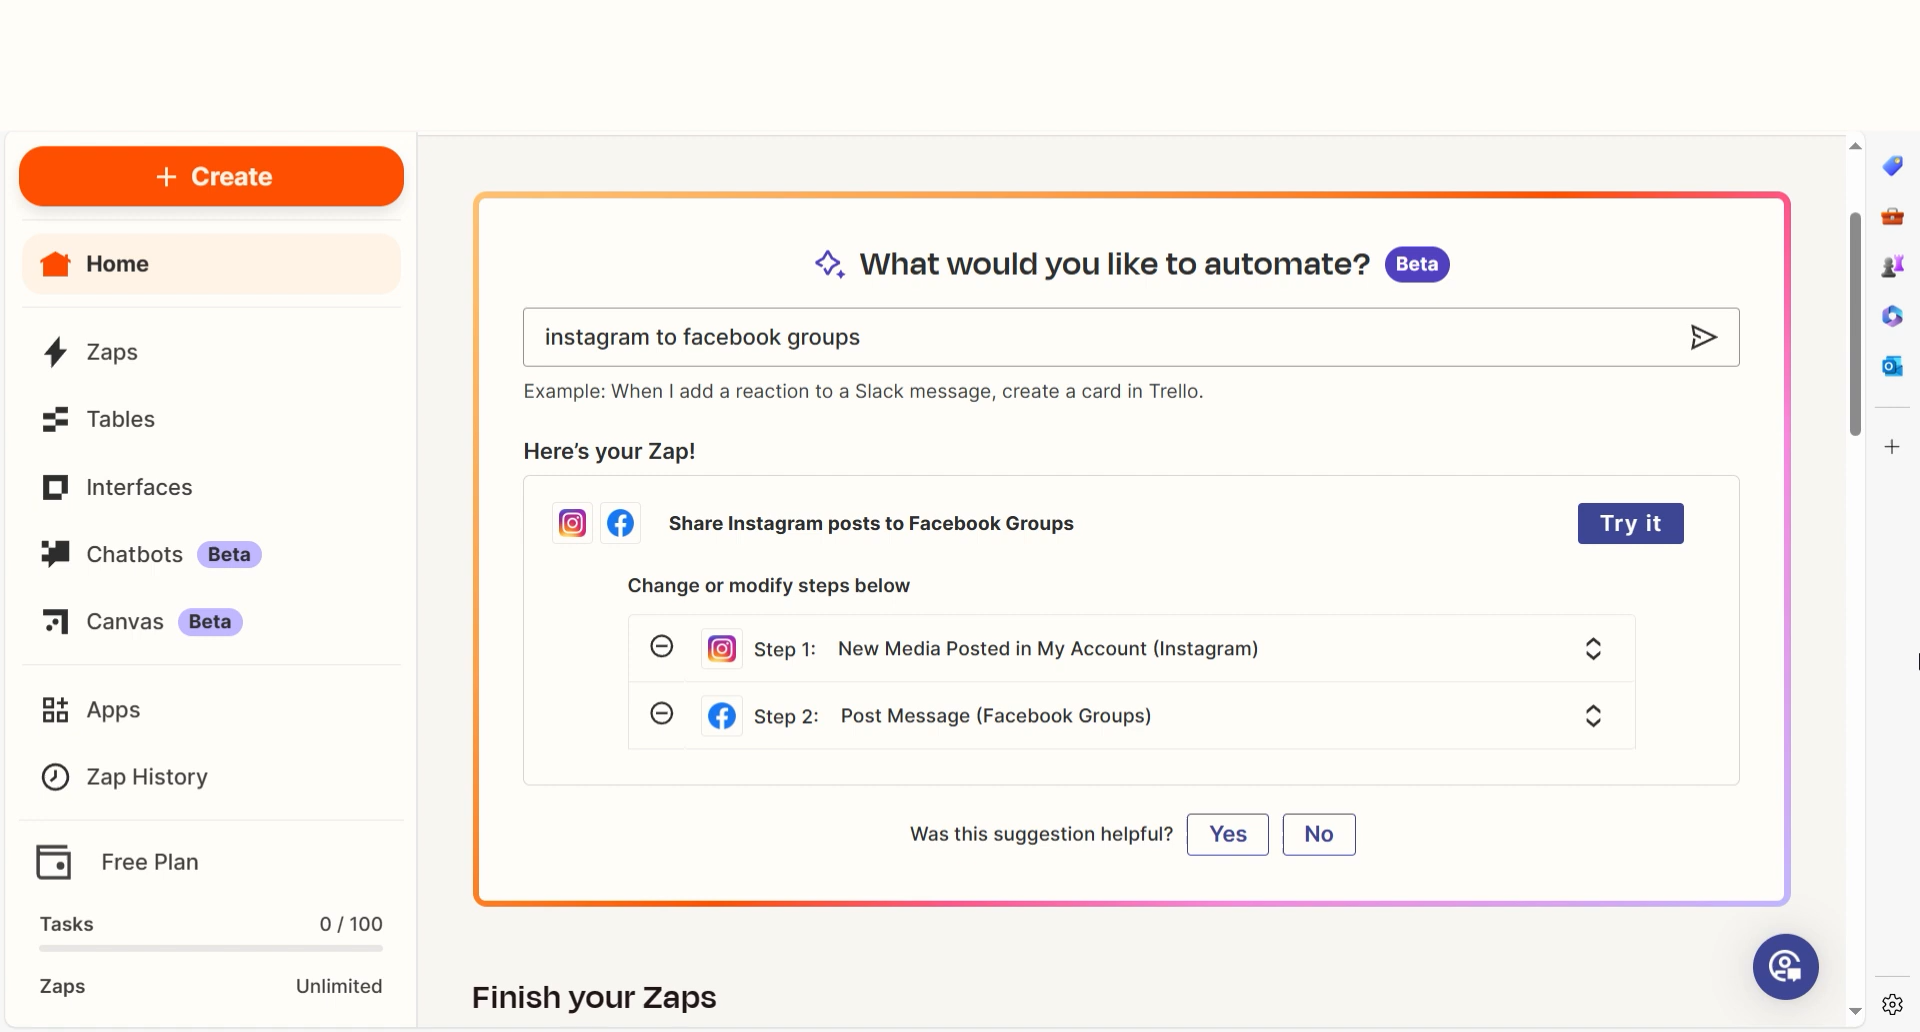 + Create
Home
Zaps
Tables
Interfaces
Chatbots Beta
Canvas Beta
Apps
Zap History
Free Plan
Tasks 0 / 100
Zaps Unlimited
What would you like to automate? Beta
instagram to facebook groups
Example: When I add a reaction to a Slack message, create a card in Trello.
Here's your Zap!
Share Instagram posts to Facebook Groups Try it
Change or modify steps below
Step 1: New Media Posted in My Account (Instagram)
Step 2: Post Message (Facebook Groups)
Was this suggestion helpful? Yes No
Finish your Zaps